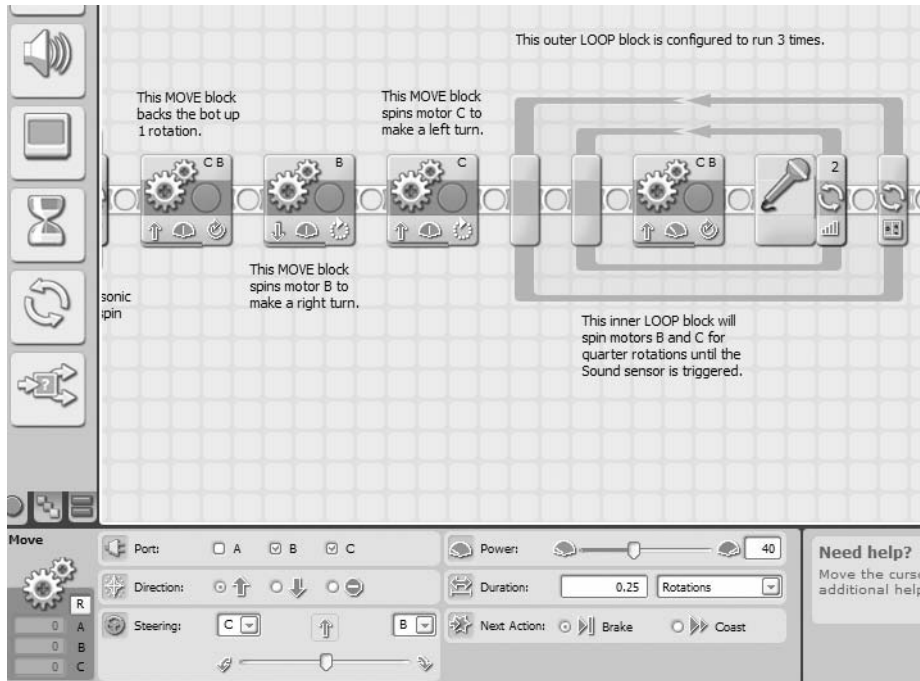 This outer LOOP block is configured to run 3 times.
This MOVE block
backs the bot up
1 rotation.
This MOVE block
spins motor C to
make a left turn.
C B
B
C
C B
2
This MOVE block
spins motor B to
make a right turn.
sonic
spin
This inner LOOP block will
spin motors B and C for
quarter rotations until the
Sound sensor is triggered.
Move
R
0 A
0 B
0 C
Port: A B C
Direction:
Steering: C B
Power: 40
Duration: 0.25 Rotations
Next Action: Brake Coast
Need help?
Move the curs
additional help